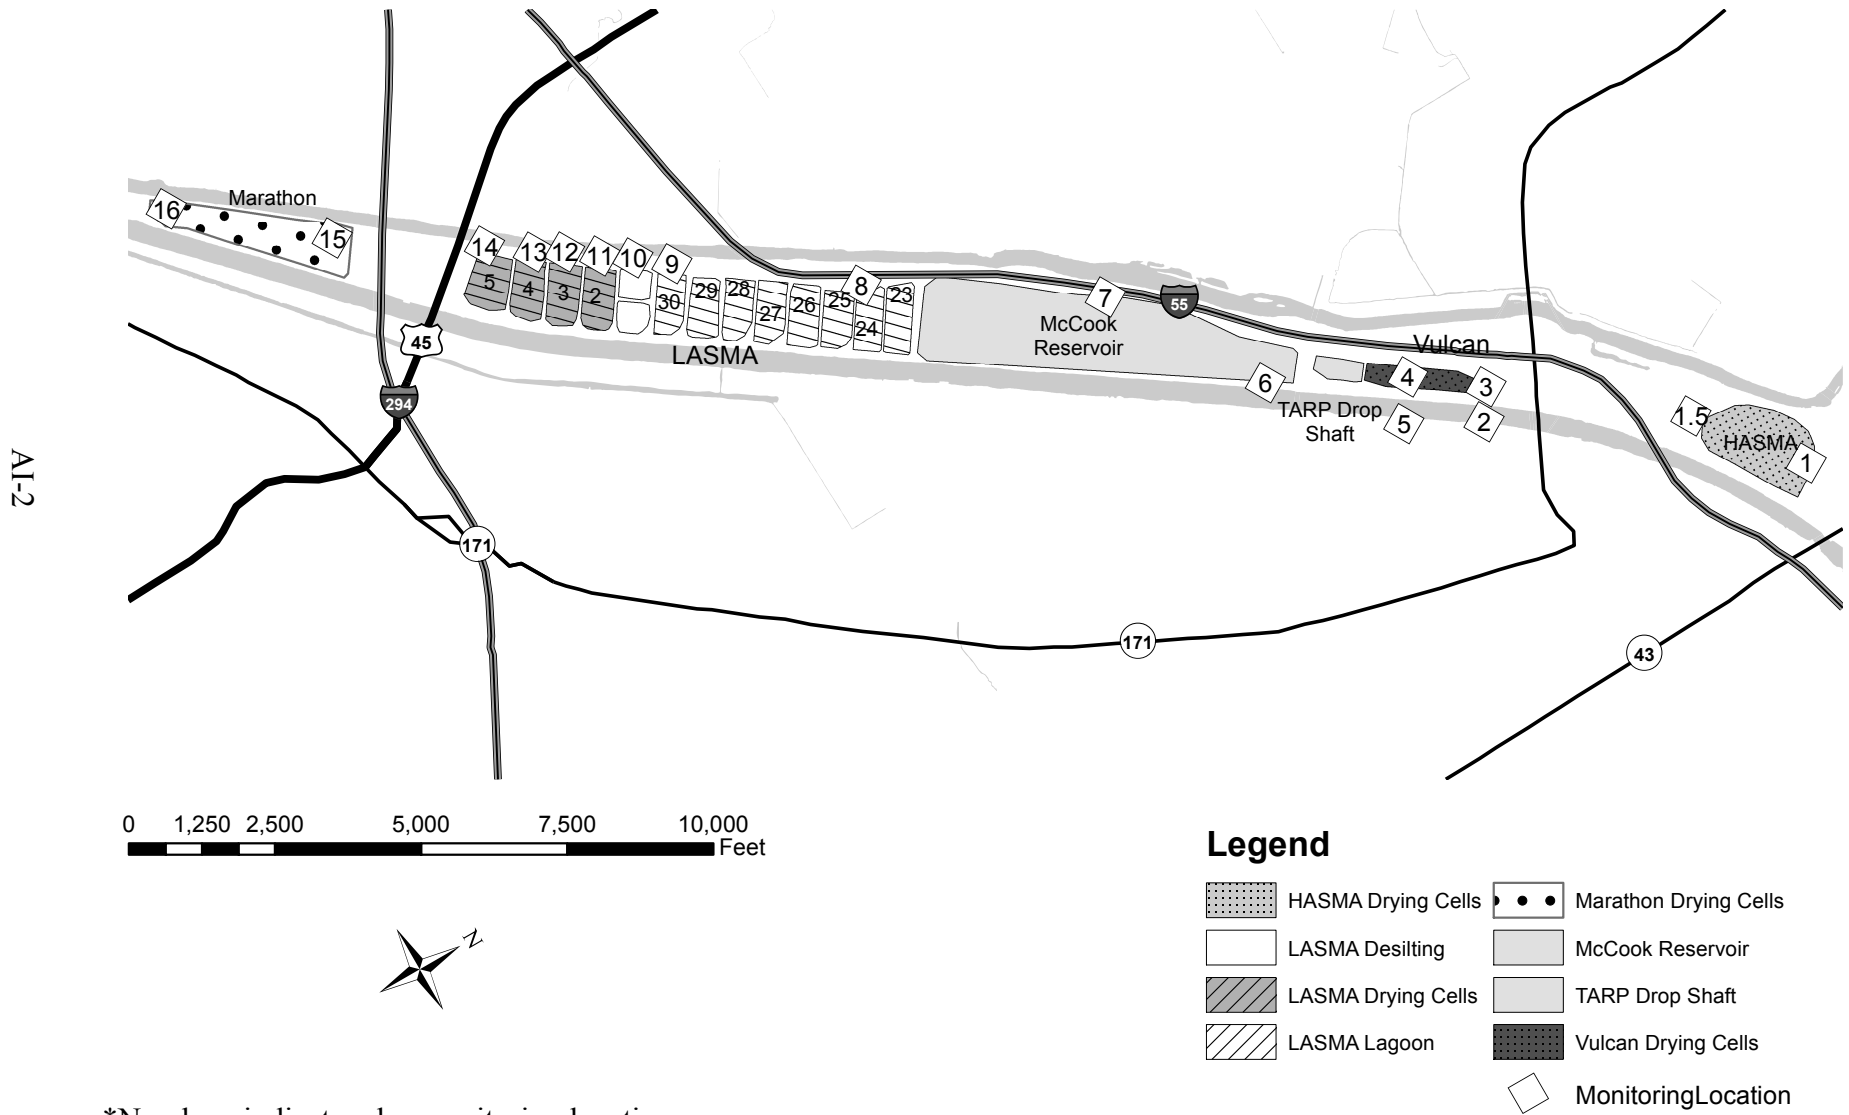 Marathon
16
15
14
13
12
11
10
9
8
7
5
4
3
2
30
29
28
27
26
25
24
23
45
294
55
LASMA
McCook
Reservoir
Vulcan
6
4
3
TARP Drop
Shaft
5
2
1.5
HASMA
1
AI-2
171
171
43
0 1,250 2,500 5,000 7,500 10,000
Feet
N
Legend
HASMA Drying Cells
LASMA Desilting
LASMA Drying Cells
LASMA Lagoon
Marathon Drying Cells
McCook Reservoir
TARP Drop Shaft
Vulcan Drying Cells
MonitoringLocation